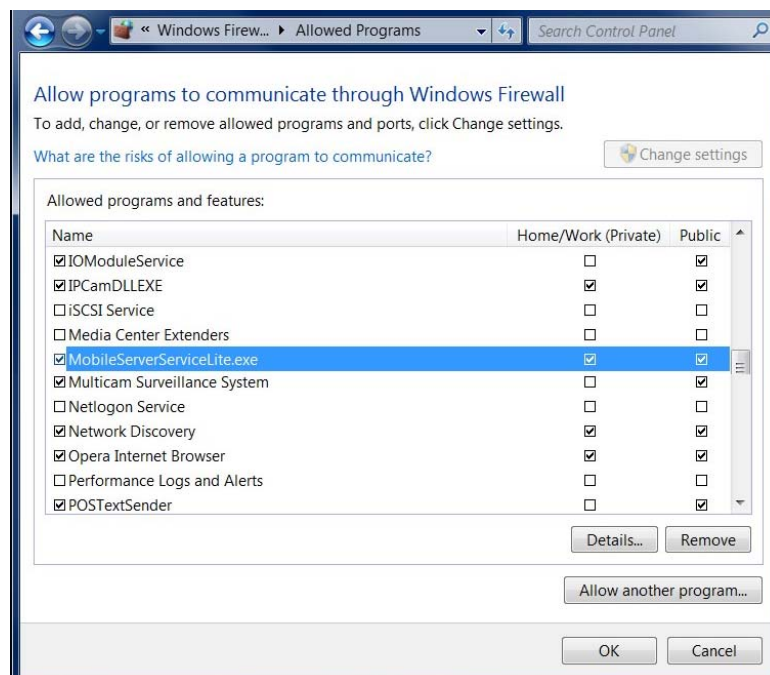 « Windows Firew... ▸ Allowed Programs
Search Control Panel
Allow programs to communicate through Windows Firewall
To add, change, or remove allowed programs and ports, click Change settings.
What are the risks of allowing a program to communicate?
Change settings
Allowed programs and features:
Name Home/Work (Private) Public
IOModuleService
IPCamDLLEXE
iSCSI Service
Media Center Extenders
MobileServerServiceLite.exe
Multicam Surveillance System
Netlogon Service
Network Discovery
Opera Internet Browser
Performance Logs and Alerts
POSTextSender
Details... Remove
Allow another program...
OK Cancel